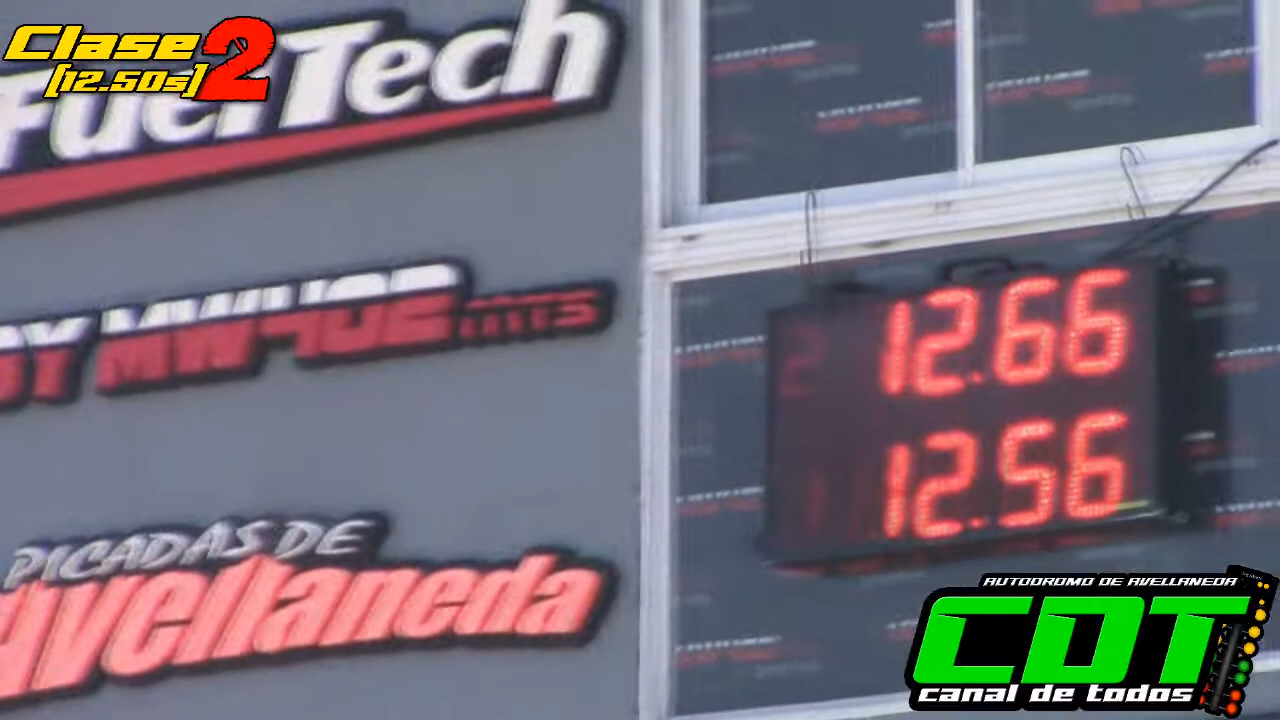 Clase 2
[12.50s]
FuelTech
MW402
12.66
12.56
PICADAS DE
Avellaneda
AUTODROMO DE AVELLANEDA
CDT
canal de todos